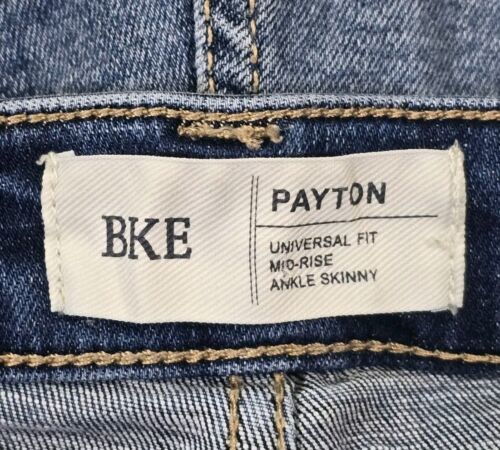 BKE
PAYTON
UNIVERSAL FIT
MID-RISE
ANKLE SKINNY